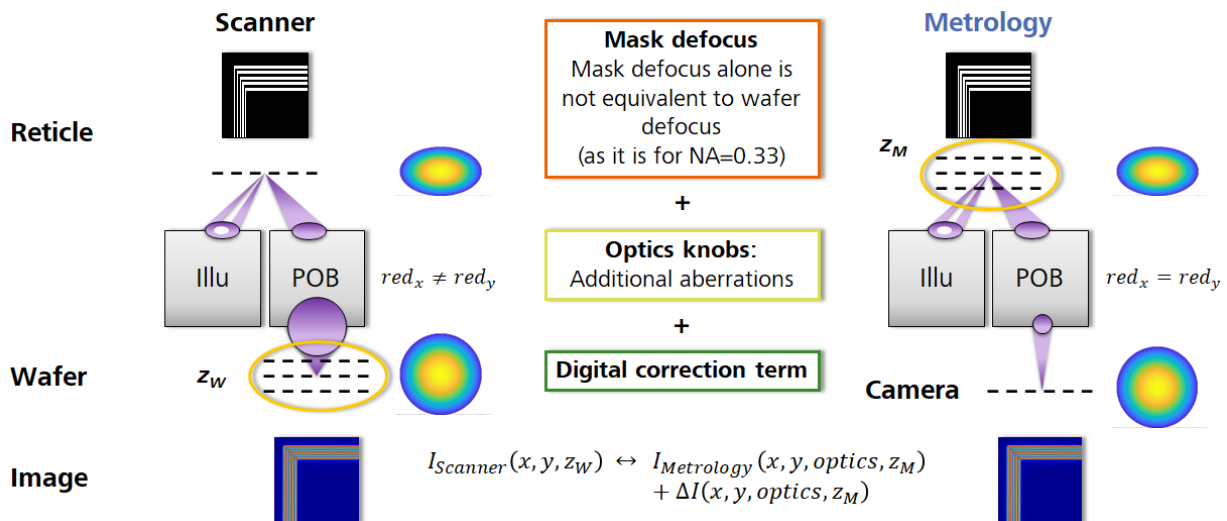 Scanner
Mask defocus
Mask defocus alone is
not equivalent to wafer
defocus
(as it is for NA=0.33)
Metrology
Reticle
z_M
+
Illu
POB
red_x ≠ red_y
Optics knobs:
Additional aberrations
Illu
POB
red_x = red_y
+
Wafer
z_W
Digital correction term
Camera
Image
I_Scanner(x, y, z_W) ↔ I_Metrology(x, y, optics, z_M)
+ ΔI(x, y, optics, z_M)